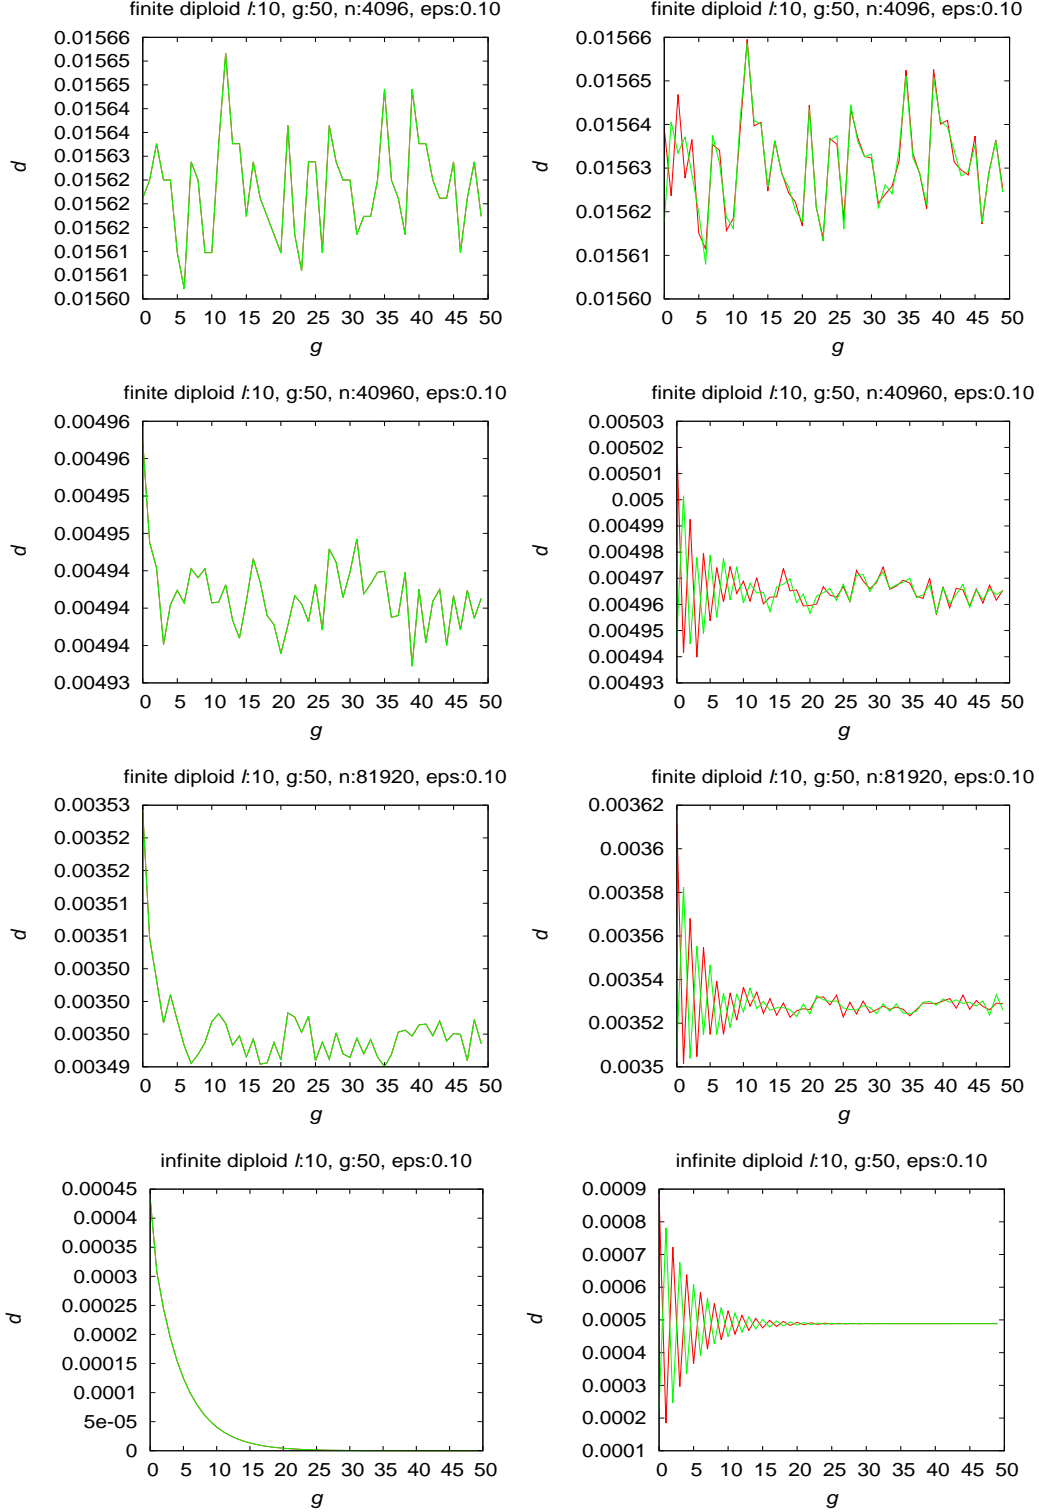 finite diploid l:10, g:50, n:4096, eps:0.10
0.01566
0.01565
0.01565
0.01564
0.01564
0.01563
0.01563
0.01562
0.01562
0.01561
0.01561
0.01560
d
0 5 10 15 20 25 30 35 40 45 50
g
finite diploid l:10, g:50, n:4096, eps:0.10
0.01566
0.01565
0.01564
0.01563
0.01562
0.01561
0.01560
d
0 5 10 15 20 25 30 35 40 45 50
g
finite diploid l:10, g:50, n:40960, eps:0.10
0.00496
0.00496
0.00495
0.00495
0.00494
0.00494
0.00494
0.00493
d
0 5 10 15 20 25 30 35 40 45 50
g
finite diploid l:10, g:50, n:40960, eps:0.10
0.00503
0.00502
0.00501
0.005
0.00499
0.00498
0.00497
0.00496
0.00495
0.00494
0.00493
d
0 5 10 15 20 25 30 35 40 45 50
g
finite diploid l:10, g:50, n:81920, eps:0.10
0.00353
0.00352
0.00352
0.00351
0.00351
0.00350
0.00350
0.00350
0.00349
d
0 5 10 15 20 25 30 35 40 45 50
g
finite diploid l:10, g:50, n:81920, eps:0.10
0.00362
0.0036
0.00358
0.00356
0.00354
0.00352
0.0035
d
0 5 10 15 20 25 30 35 40 45 50
g
infinite diploid l:10, g:50, eps:0.10
0.00045
0.0004
0.00035
0.0003
0.00025
0.0002
0.00015
0.0001
5e-05
0
d
0 5 10 15 20 25 30 35 40 45 50
g
infinite diploid l:10, g:50, eps:0.10
0.0009
0.0008
0.0007
0.0006
0.0005
0.0004
0.0003
0.0002
0.0001
d
0 5 10 15 20 25 30 35 40 45 50
g